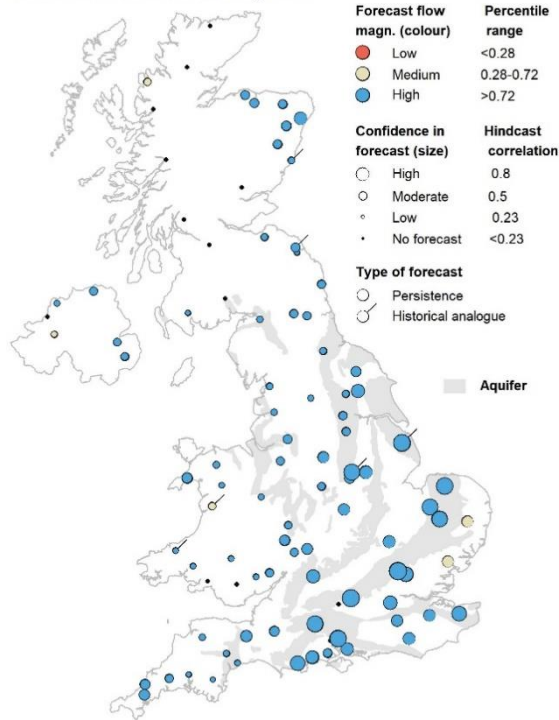 Forecast flow Percentile
magn. (colour) range
Low <0.28
Medium 0.28-0.72
High >0.72
Confidence in Hindcast
forecast (size) correlation
High 0.8
Moderate 0.5
Low 0.23
No forecast <0.23
Type of forecast
Persistence
Historical analogue
Aquifer